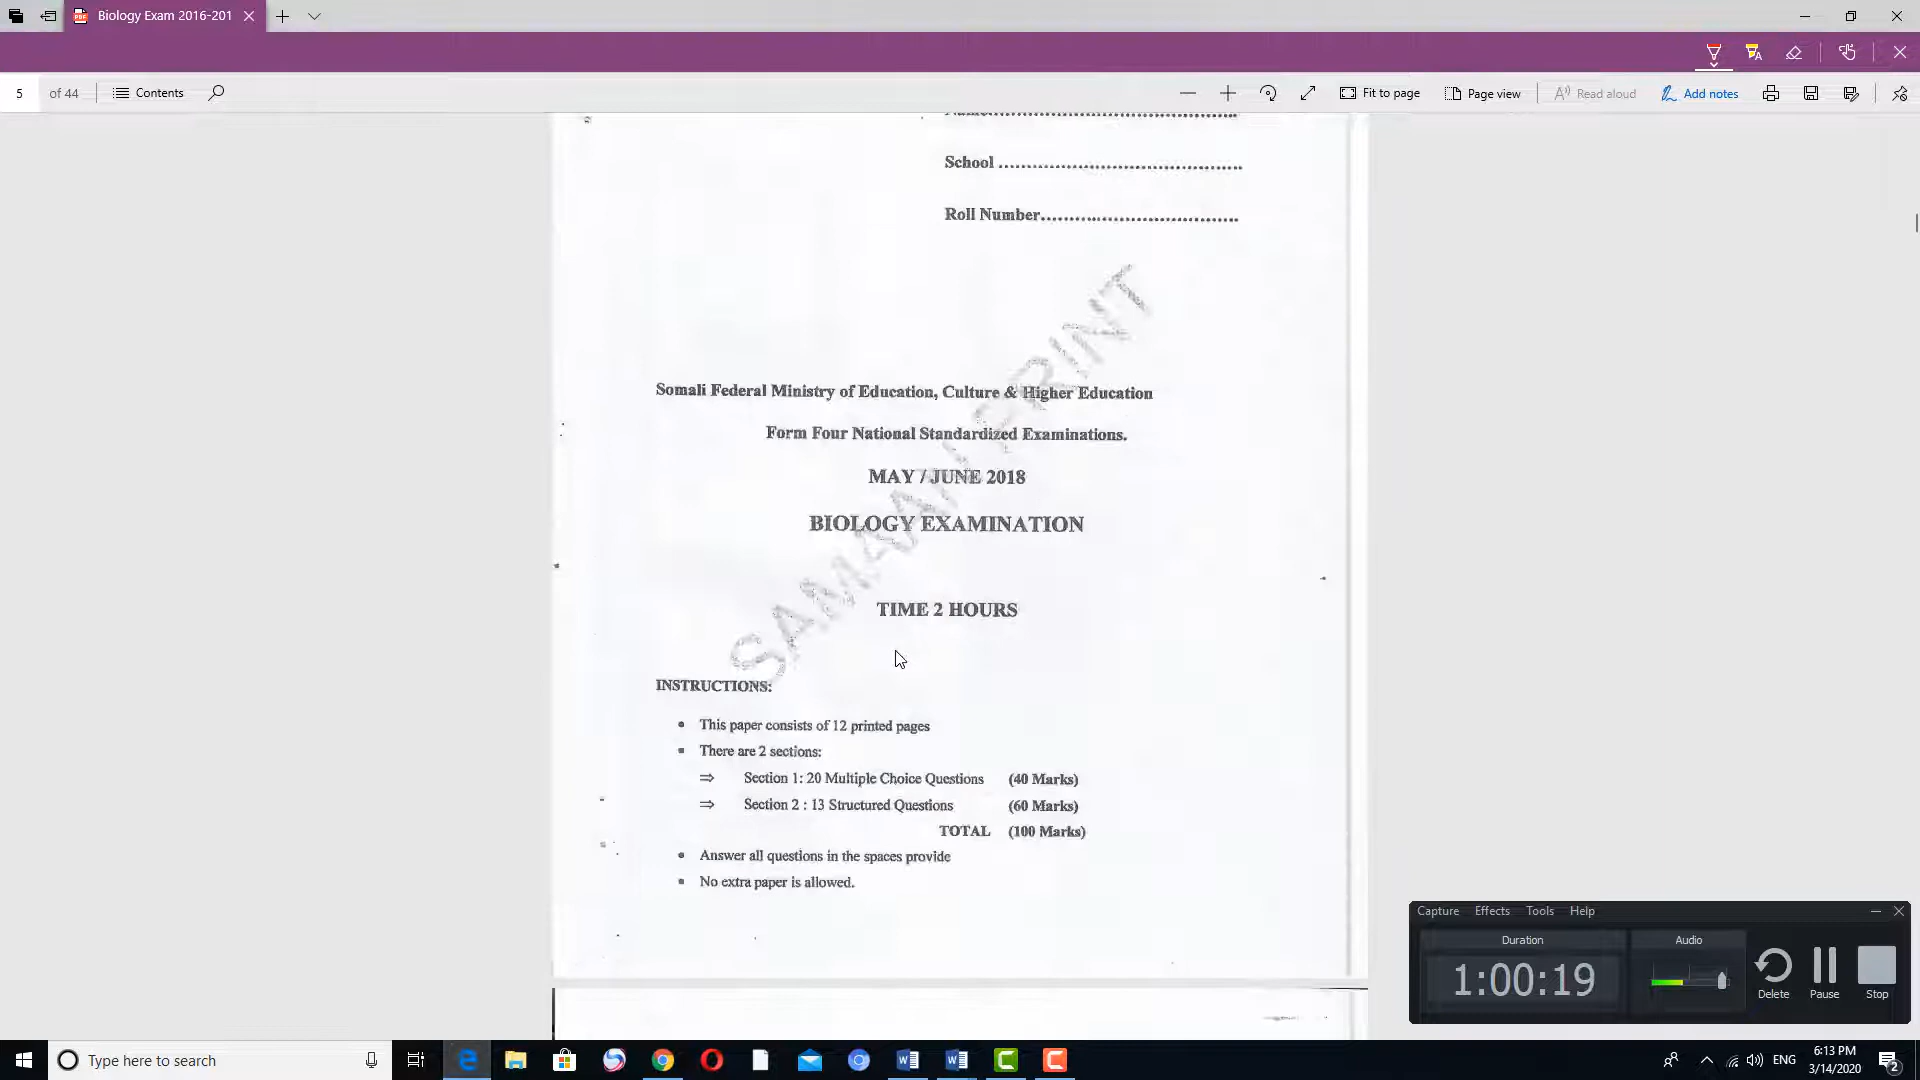 Biology Exam 2016-201
5 of 44 Contents Fit to page Page view Read aloud Add notes
School ..........................................
Roll Number..................................
SAMAAN PRINT
Somali Federal Ministry of Education, Culture & Higher Education
Form Four National Standardized Examinations.
MAY / JUNE 2018
BIOLOGY EXAMINATION
TIME 2 HOURS
INSTRUCTIONS:
• This paper consists of 12 printed pages
• There are 2 sections:
⇒ Section 1: 20 Multiple Choice Questions (40 Marks)
⇒ Section 2 : 13 Structured Questions (60 Marks)
TOTAL (100 Marks)
• Answer all questions in the spaces provide
• No extra paper is allowed.
Capture Effects Tools Help
Duration Audio
1:00:19
Delete Pause Stop
Type here to search
ENG
6:13 PM
3/14/2020
2